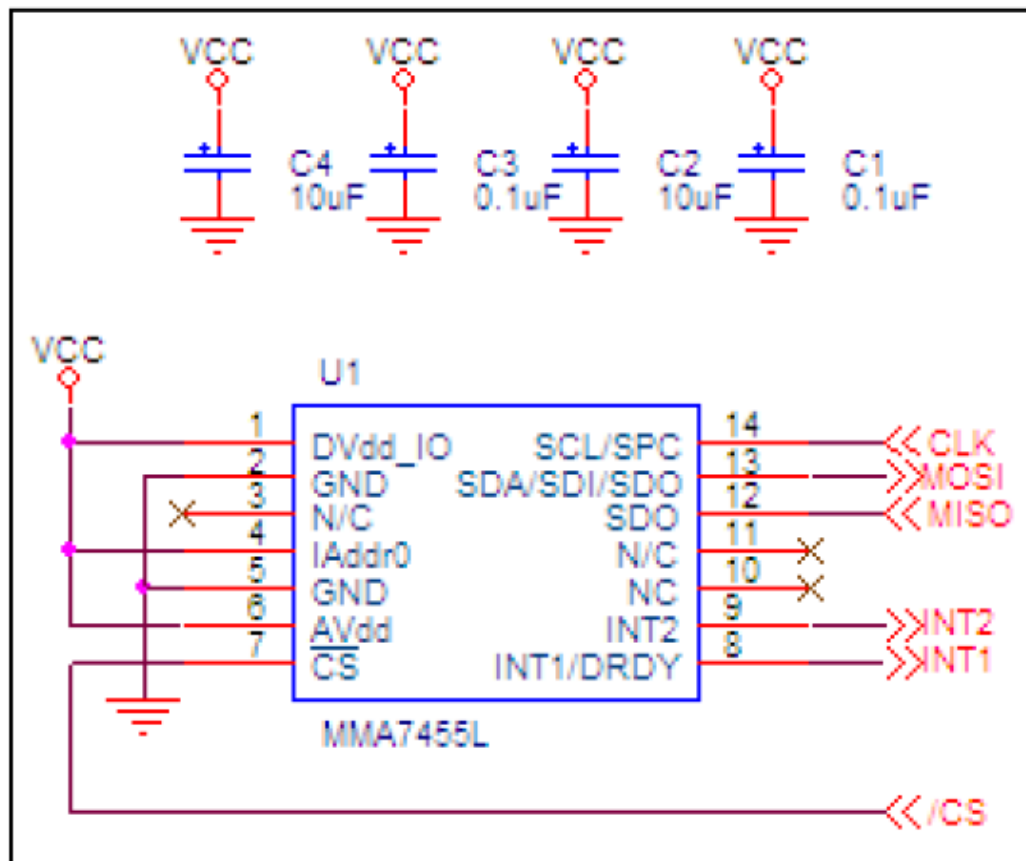 VCC VCC VCC VCC
C4 C3 C2 C1
10uF 0.1uF 10uF 0.1uF
VCC
U1
1 DVdd_IO SCL/SPC 14 CLK
2 GND SDA/SDI/SDO 13 MOSI
3 N/C SDO 12 MISO
4 IAddr0 N/C 11
5 GND NC 10
6 AVdd INT2 9 INT2
7 CS INT1/DRDY 8 INT1
MMA7455L
/CS